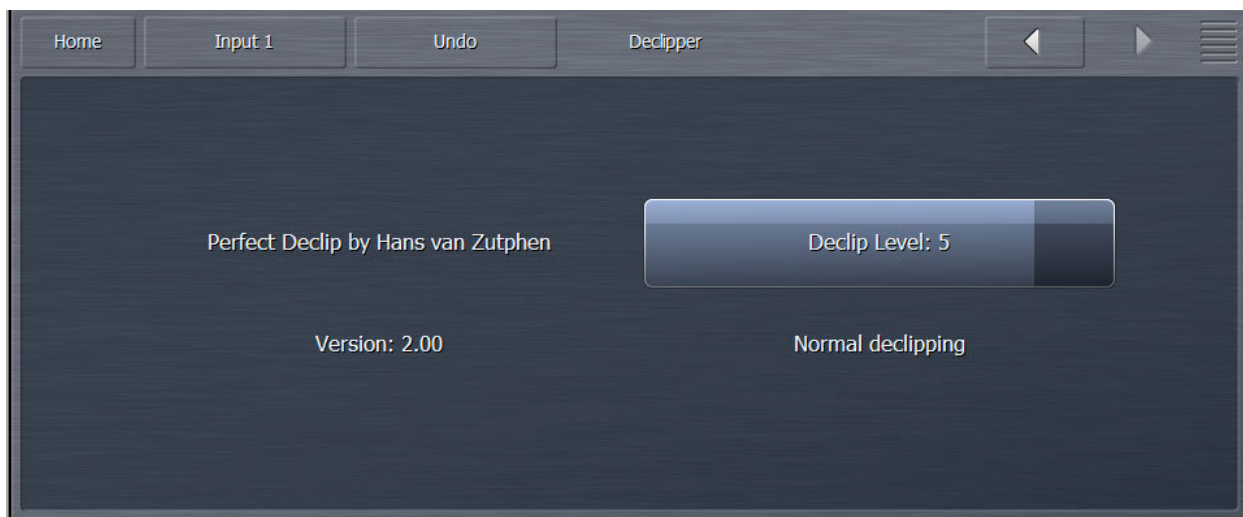 Home Input 1 Undo Declipper
Perfect Declip by Hans van Zutphen
Declip Level: 5
Version: 2.00
Normal declipping